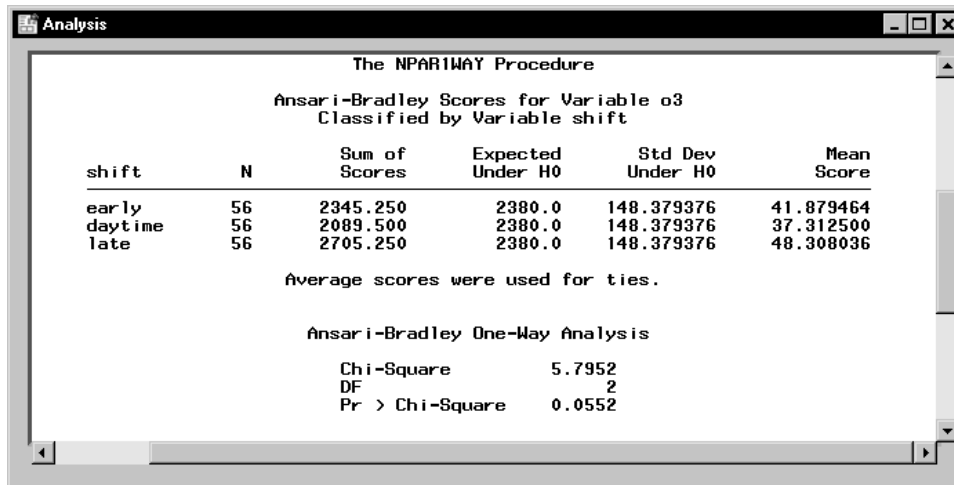 Analysis
The NPAR1WAY Procedure
Ansari-Bradley Scores for Variable o3
Classified by Variable shift
Sum of Expected Std Dev Mean
shift N Scores Under H0 Under H0 Score
early 56 2345.250 2380.0 148.379376 41.879464
daytime 56 2089.500 2380.0 148.379376 37.312500
late 56 2705.250 2380.0 148.379376 48.308036
Average scores were used for ties.
Ansari-Bradley One-Way Analysis
Chi-Square 5.7952
DF 2
Pr > Chi-Square 0.0552